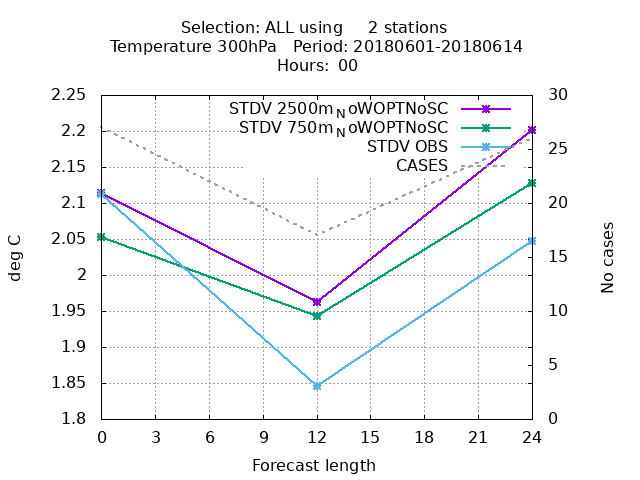 Selection: ALL using     2 stations
Temperature 300hPa   Period: 20180601-20180614
Hours:  00
STDV 2500m_NoWOPTNoSC
STDV 750m_NoWOPTNoSC
STDV OBS
CASES
2.25
2.2
2.15
2.1
2.05
2
1.95
1.9
1.85
1.8
deg C
30
25
20
15
10
5
0
No cases
0 3 6 9 12 15 18 21 24
Forecast length